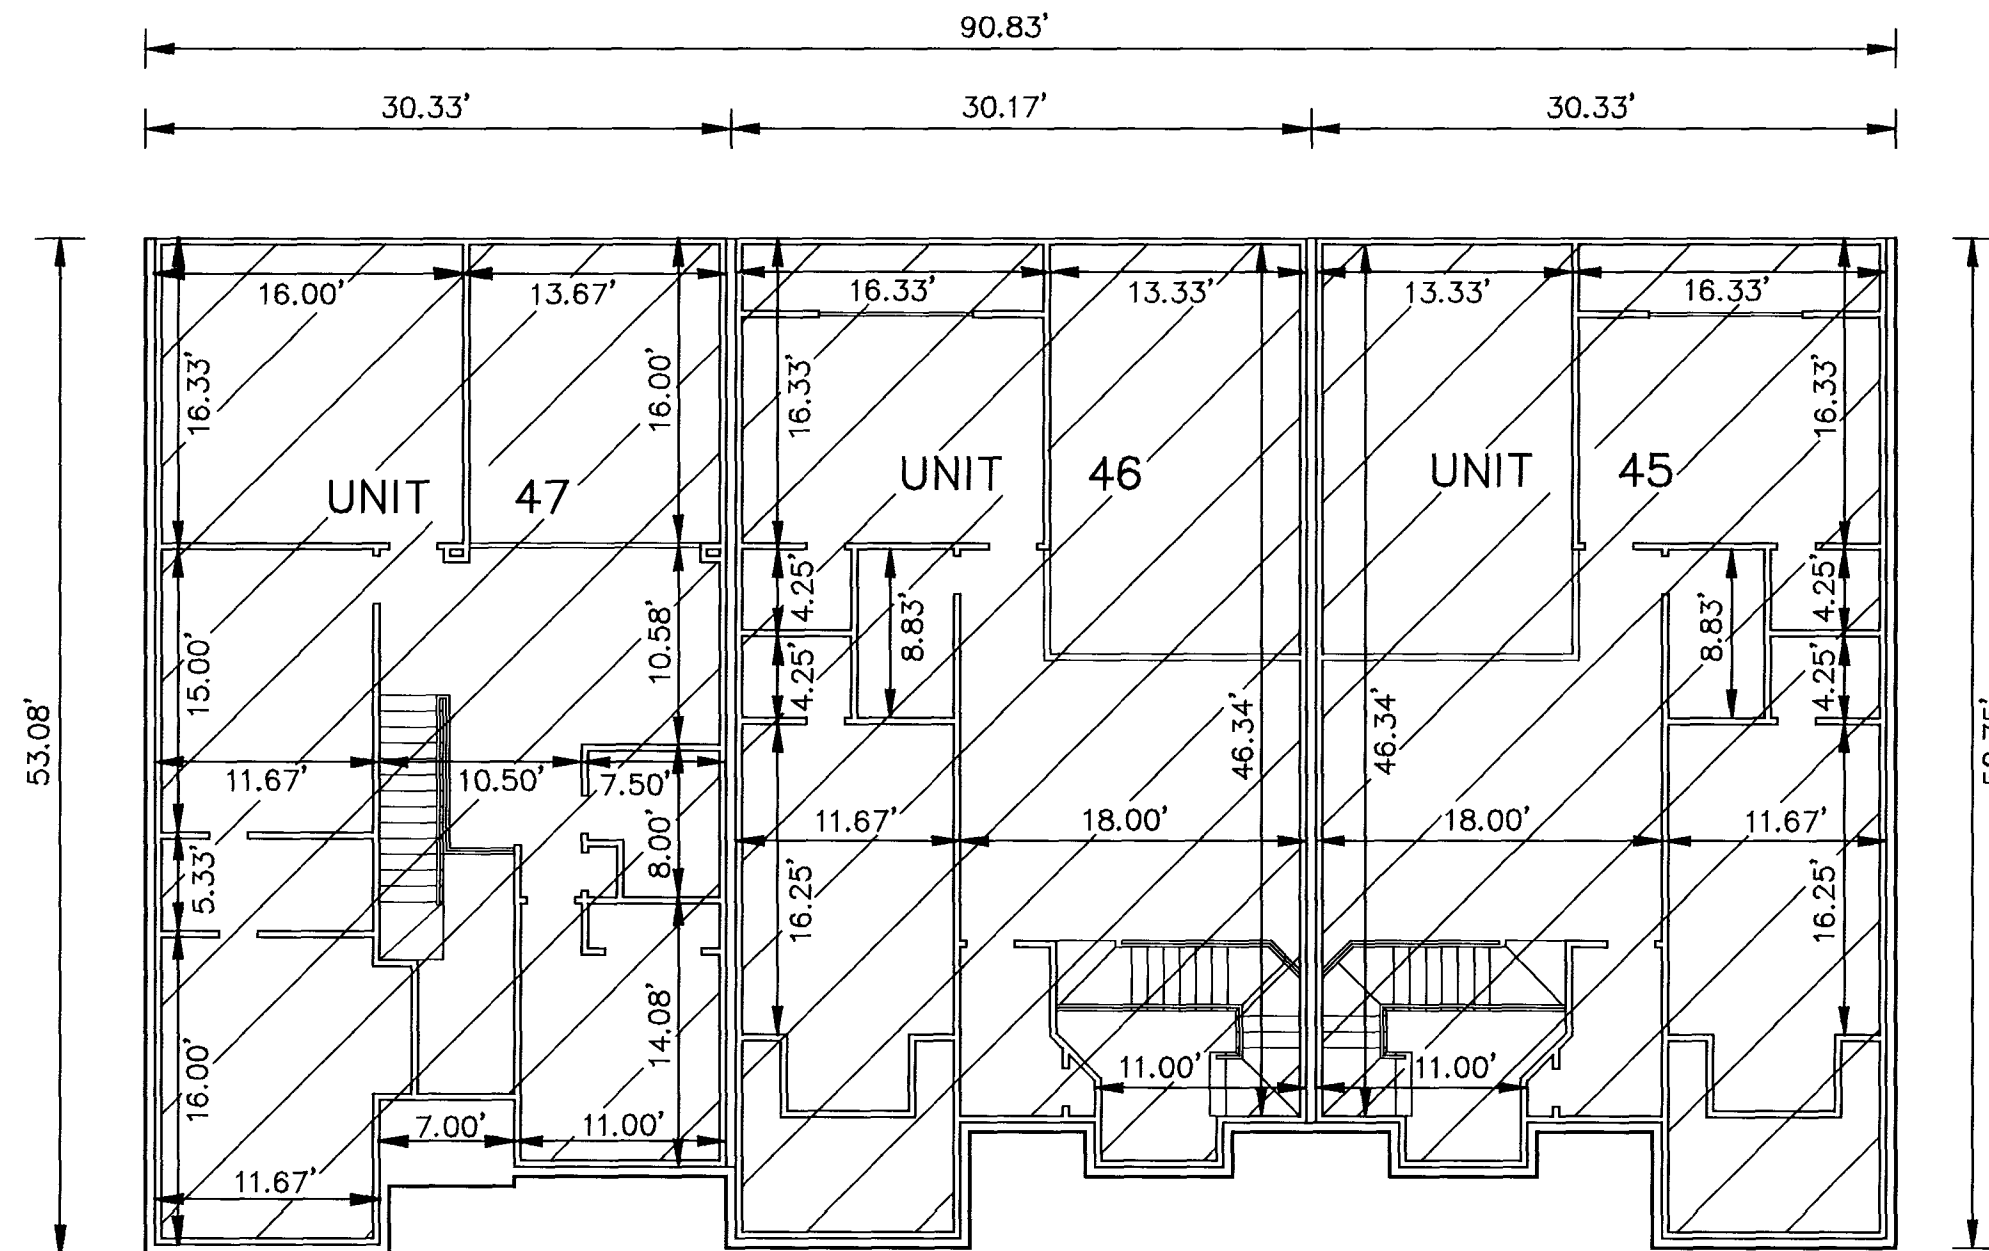 90.83'
30.33' 30.17' 30.33'
16.00' 13.67' 16.33' 13.33' 13.33' 16.33'
16.33' 16.00' 16.33' 16.33'
UNIT 47 UNIT 46 UNIT 45
4.25' 8.83' 8.83' 4.25'
15.00' 10.58' 4.25' 4.25'
53.08' 46.34' 46.34'
11.67' 10.50' 7.50'
11.67' 18.00' 18.00' 11.67'
5.33' 8.00' 16.25' 16.25'
16.00' 14.08' 11.00' 11.00'
7.00' 11.00'
11.67'